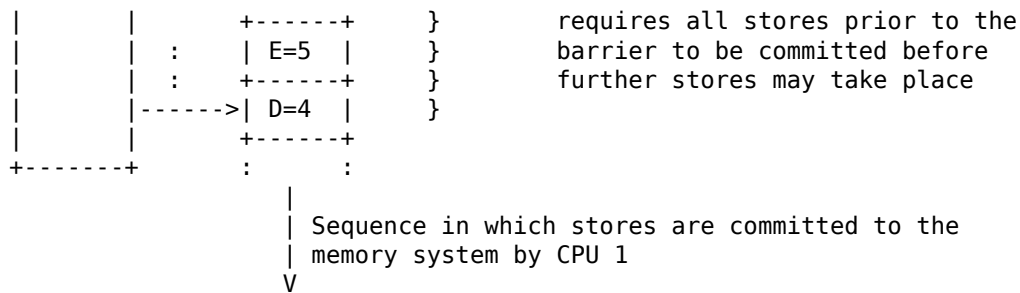 |       |       +------+     }        requires all stores prior to the
|       |  :    | E=5  |     }        barrier to be committed before
|       |  :    +------+     }        further stores may take place
|       |------>| D=4  |     }
|       |       +------+
+-------+       :      :
                   |
                   | Sequence in which stores are committed to the
                   | memory system by CPU 1
                   V